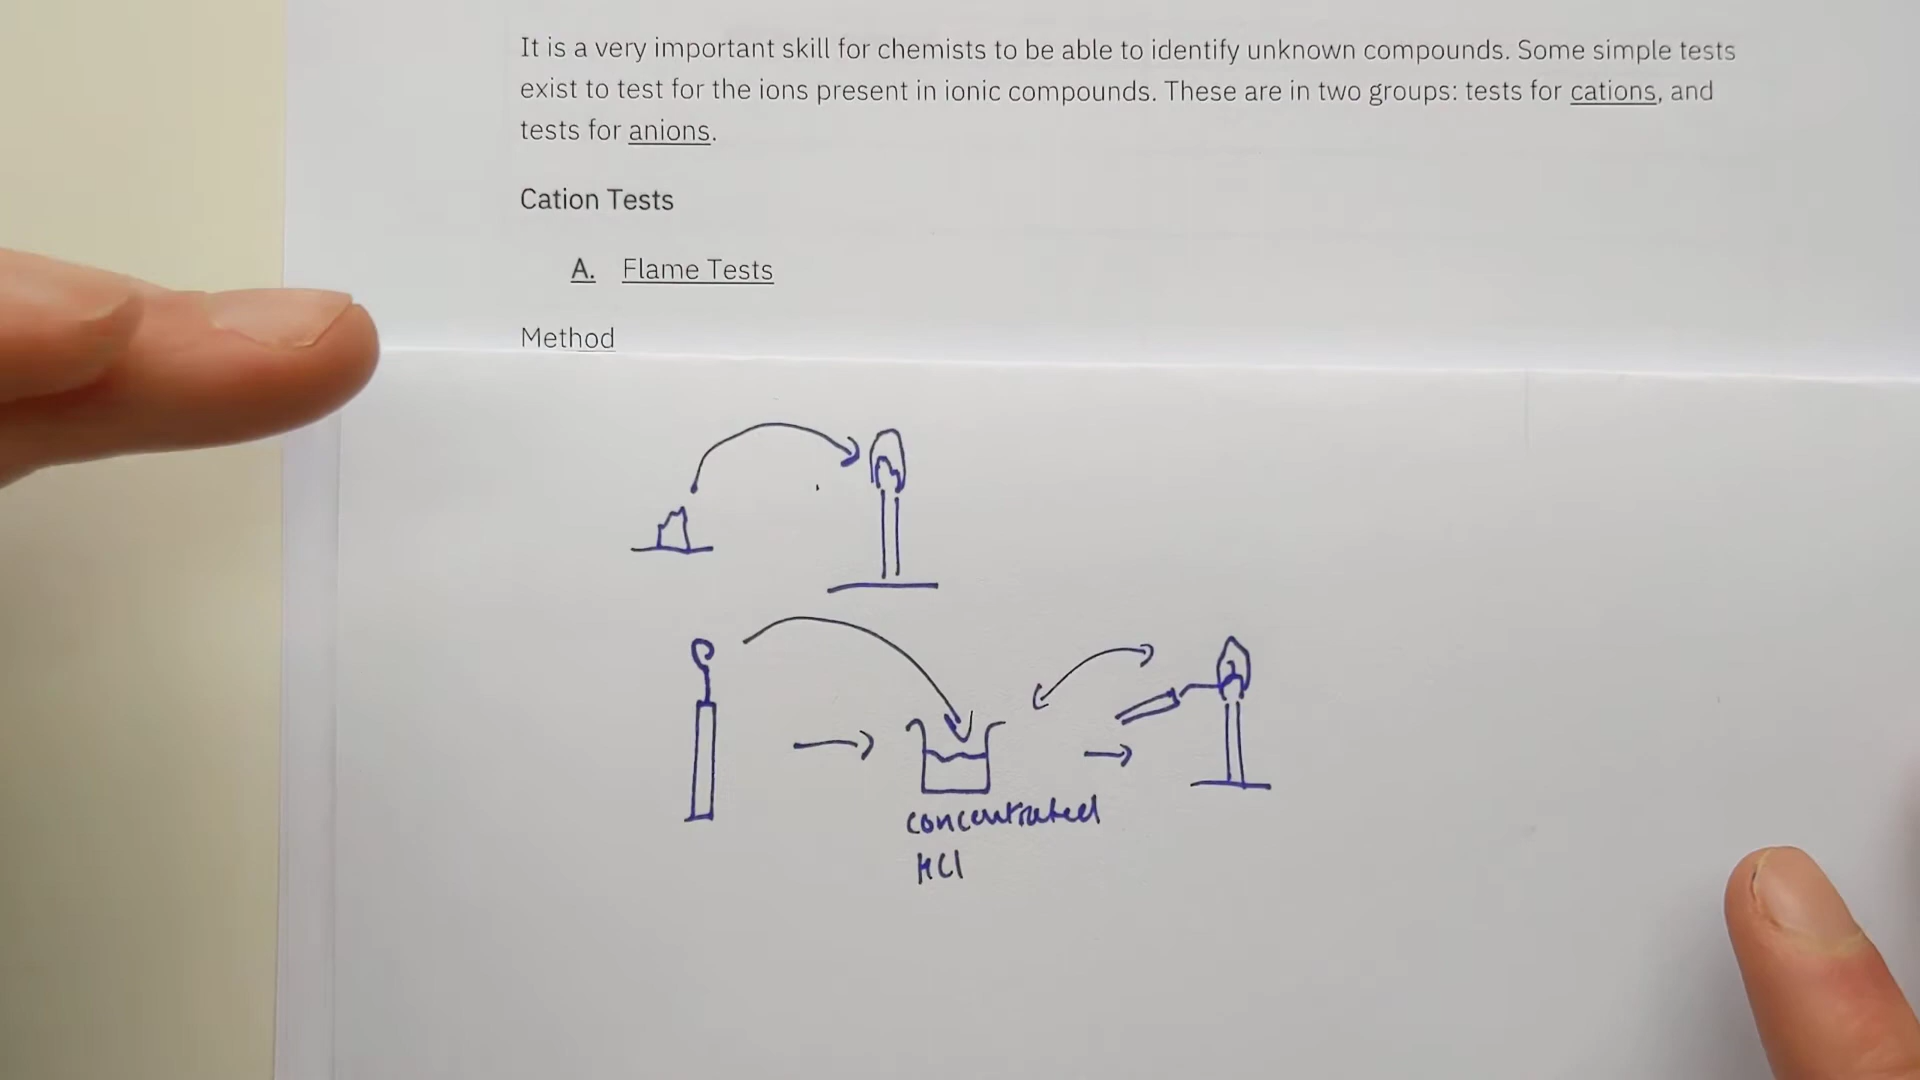 It is a very important skill for chemists to be able to identify unknown compounds. Some simple tests
exist to test for the ions present in ionic compounds. These are in two groups: tests for cations, and
tests for anions.
Cation Tests
A. Flame Tests
Method
concentrated
HCl